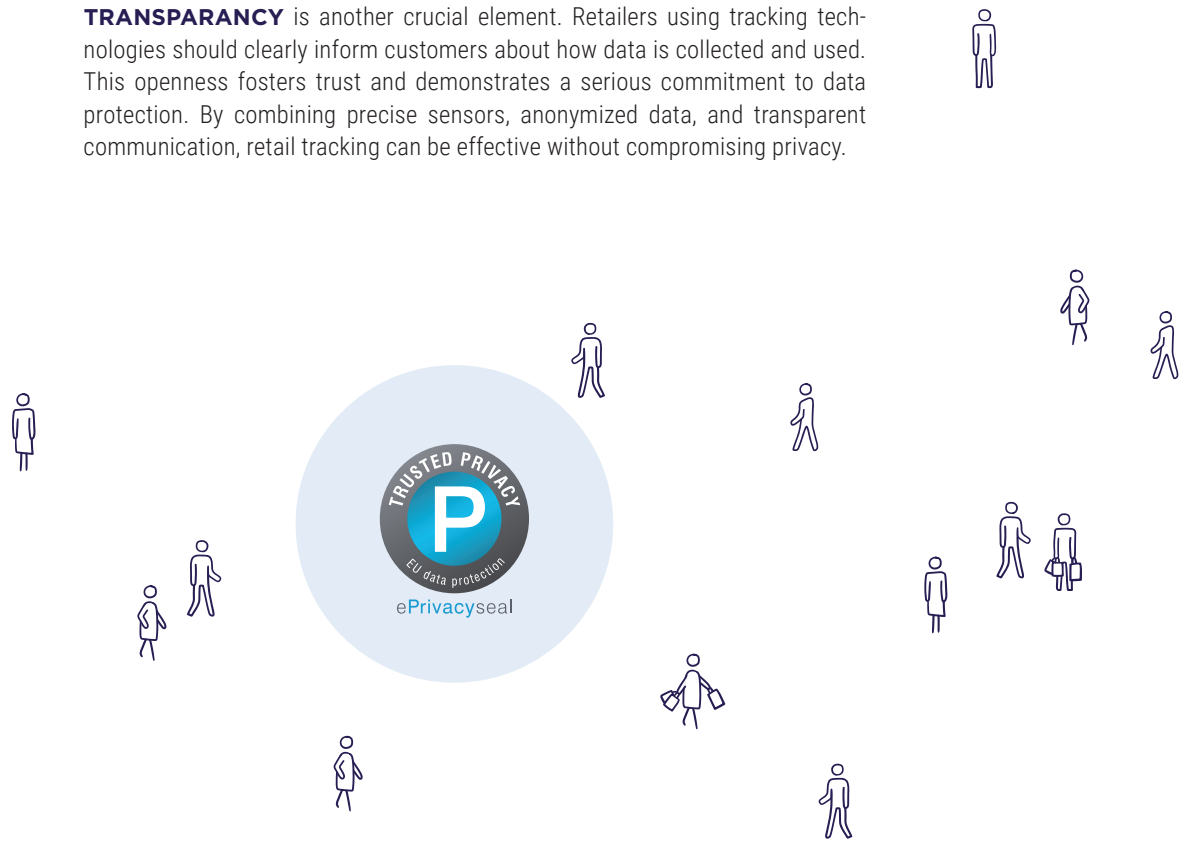 TRANSPARANCY is another crucial element. Retailers using tracking tech-
nologies should clearly inform customers about how data is collected and used.
This openness fosters trust and demonstrates a serious commitment to data
protection. By combining precise sensors, anonymized data, and transparent
communication, retail tracking can be effective without compromising privacy.
TRUSTED PRIVACY
P
EU data protection
ePrivacyseal